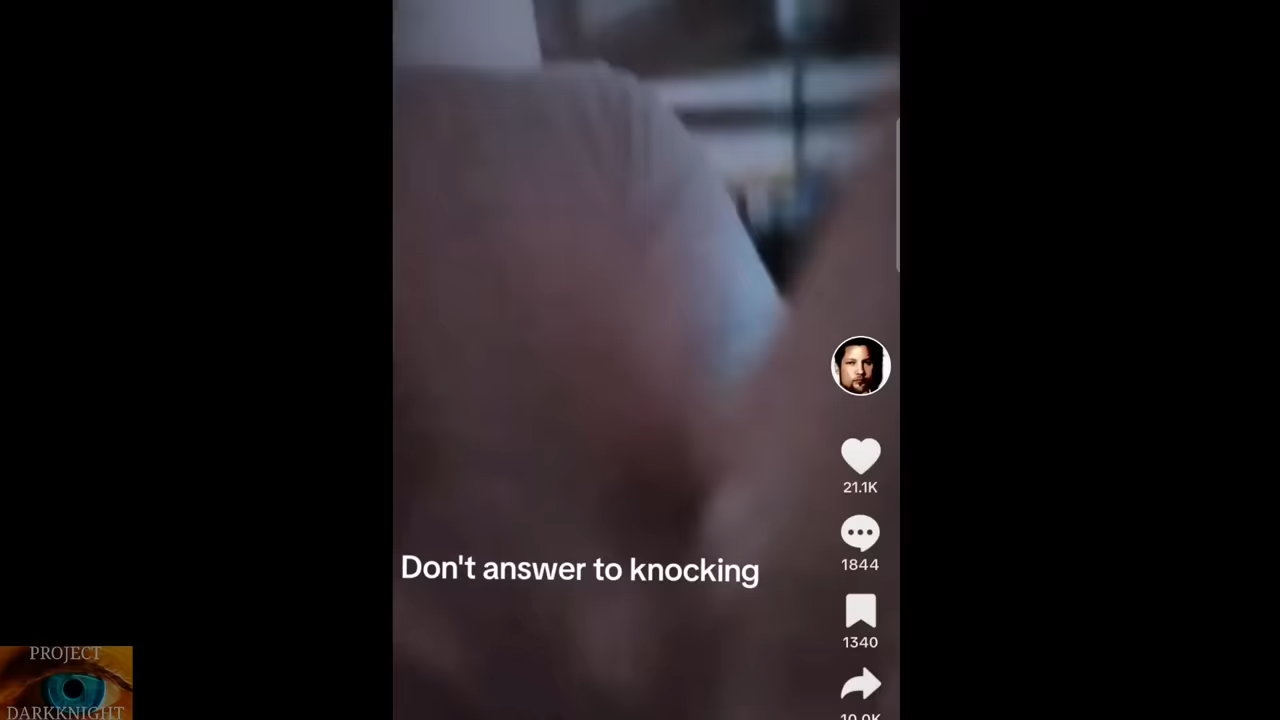 Don't answer to knocking
21.1K
1844
1340
PROJECT
DARKKNIGHT